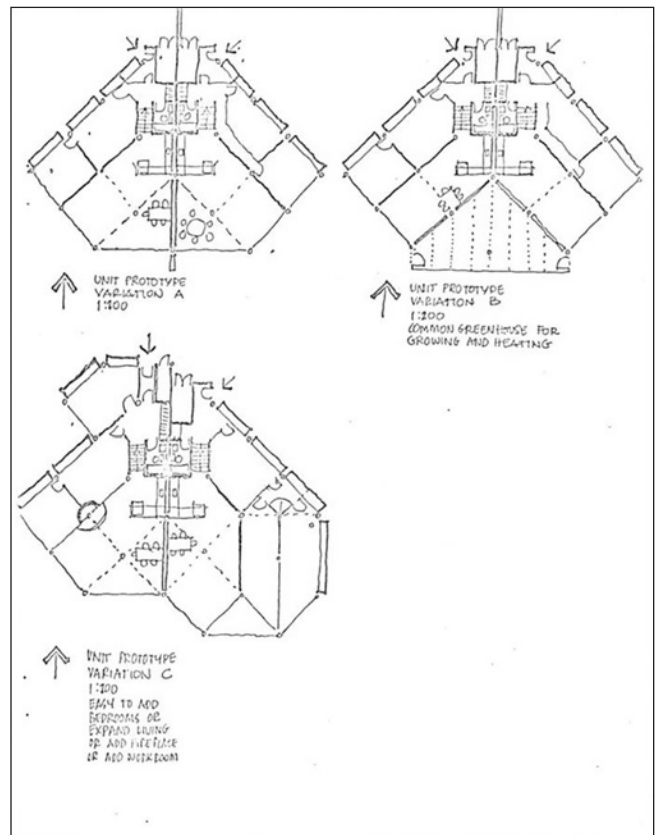 UNIT PROTOTYPE
VARIATION A
1:200
UNIT PROTOTYPE
VARIATION B
1:200
COMMON GREENHOUSE FOR
GROWING AND HEATING
UNIT PROTOTYPE
VARIATION C
1:200
EASY TO ADD
BEDROOMS OR
EXPAND LIVING
OR ADD FIREPLACE
OR ADD WORKROOM